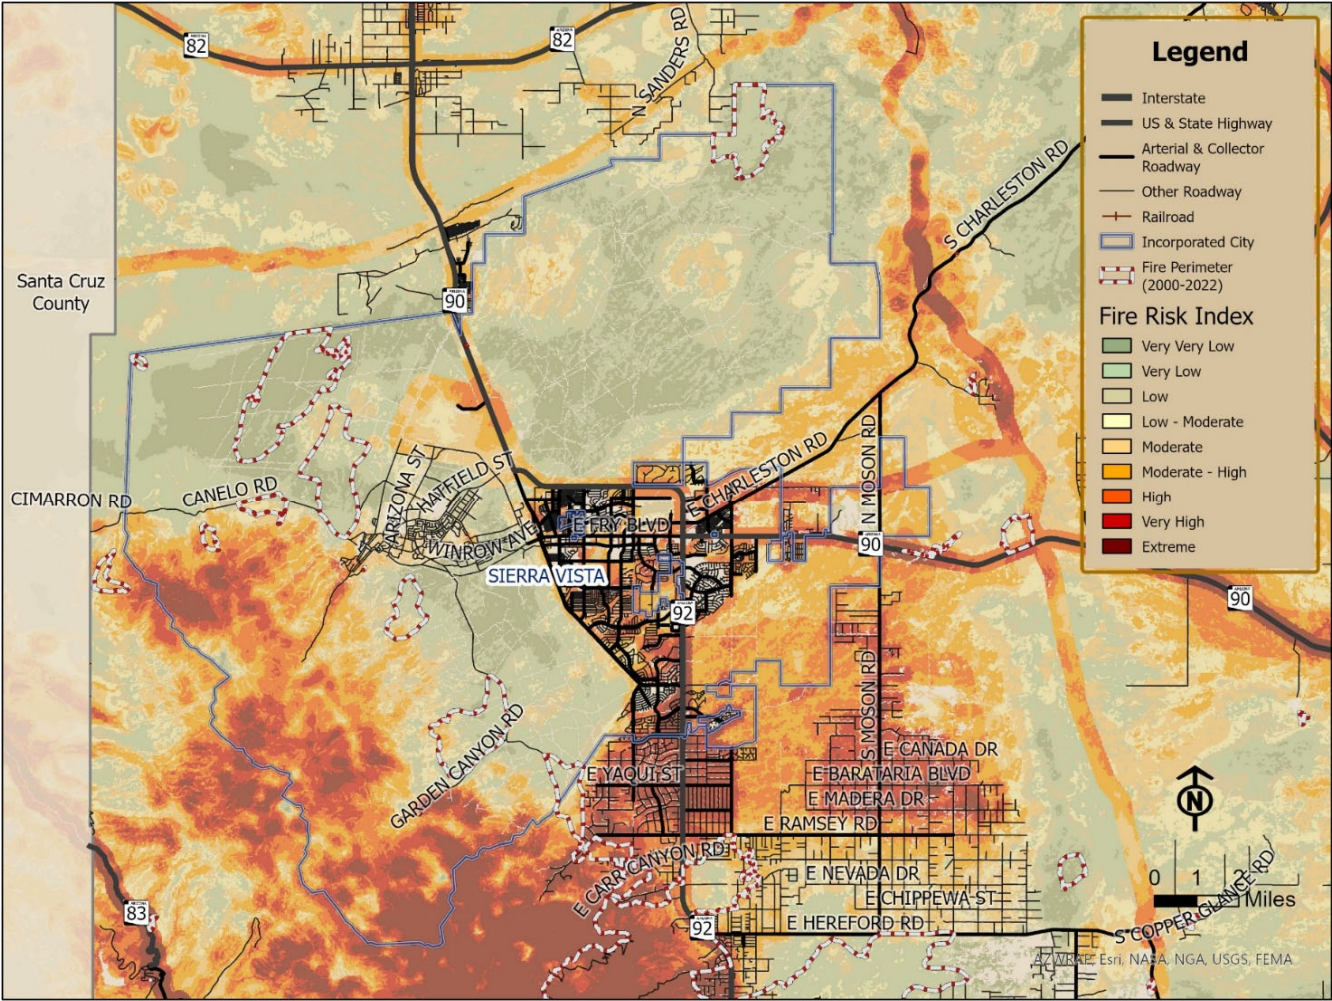 82
82
N SANDERS RD
Legend
Interstate
US & State Highway
Arterial & Collector
Roadway
Other Roadway
Railroad
Incorporated City
Fire Perimeter
(2000-2022)
Fire Risk Index
Very Very Low
Very Low
Low
Low - Moderate
Moderate
Moderate - High
High
Very High
Extreme
S CHARLESTON RD
Santa Cruz
County
90
E CHARLESTON RD
N MOSON RD
CIMARRON RD
CANELO RD
ARIZONA ST
HATFIELD ST
WINROW AVE
E FRY BLVD
90
SIERRA VISTA
92
90
S MOSON RD
GARDEN CANYON RD
E YAQUI ST
E CANADA DR
E BARATARIA BLVD
E MADERA DR
E RAMSEY RD
N
E CARR CANYON RD
E NEVADA DR
E CHIPPEWA ST
E HEREFORD RD
0 1 2
Miles
S COPPER GLANCE RD
83
92
AZWRAP, Esri, NASA, NGA, USGS, FEMA